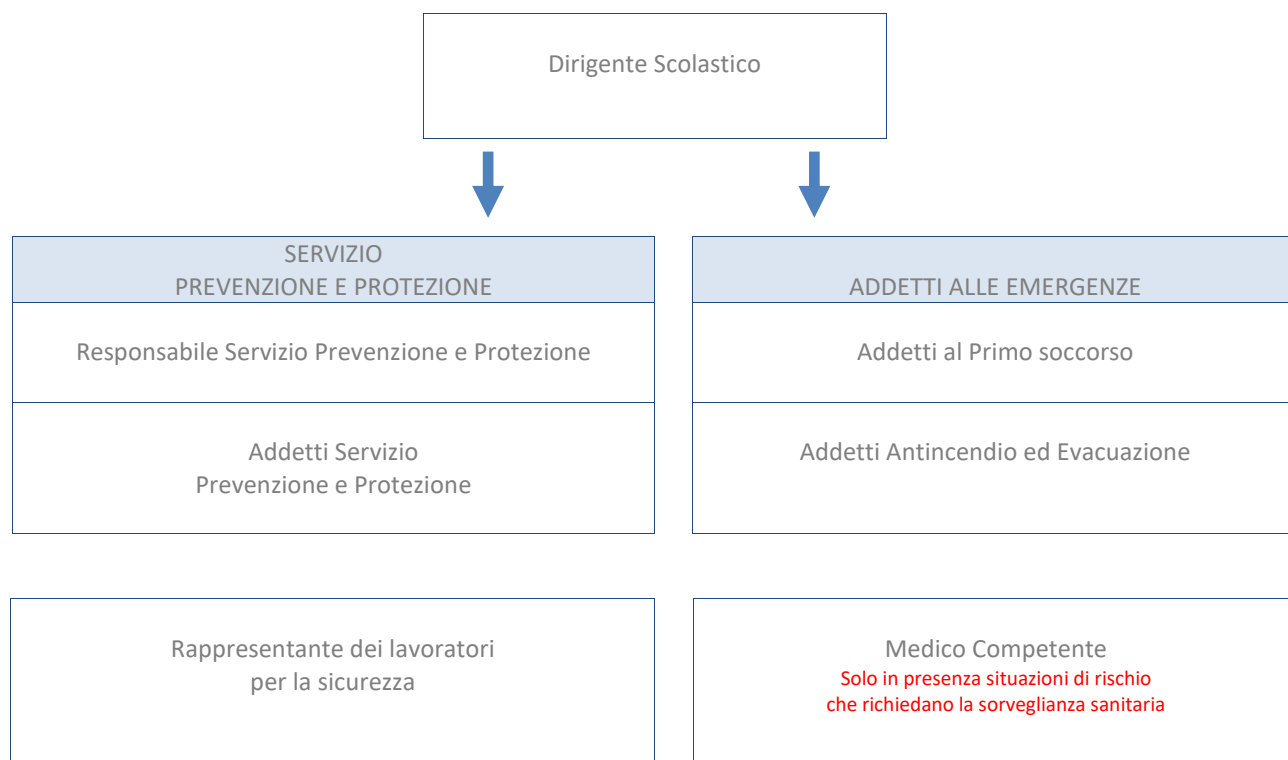 Dirigente Scolastico
SERVIZIO
PREVENZIONE E PROTEZIONE
Responsabile Servizio Prevenzione e Protezione
Addetti Servizio
Prevenzione e Protezione
ADDETTI ALLE EMERGENZE
Addetti al Primo soccorso
Addetti Antincendio ed Evacuazione
Rappresentante dei lavoratori
per la sicurezza
Medico Competente
Solo in presenza situazioni di rischio
che richiedano la sorveglianza sanitaria